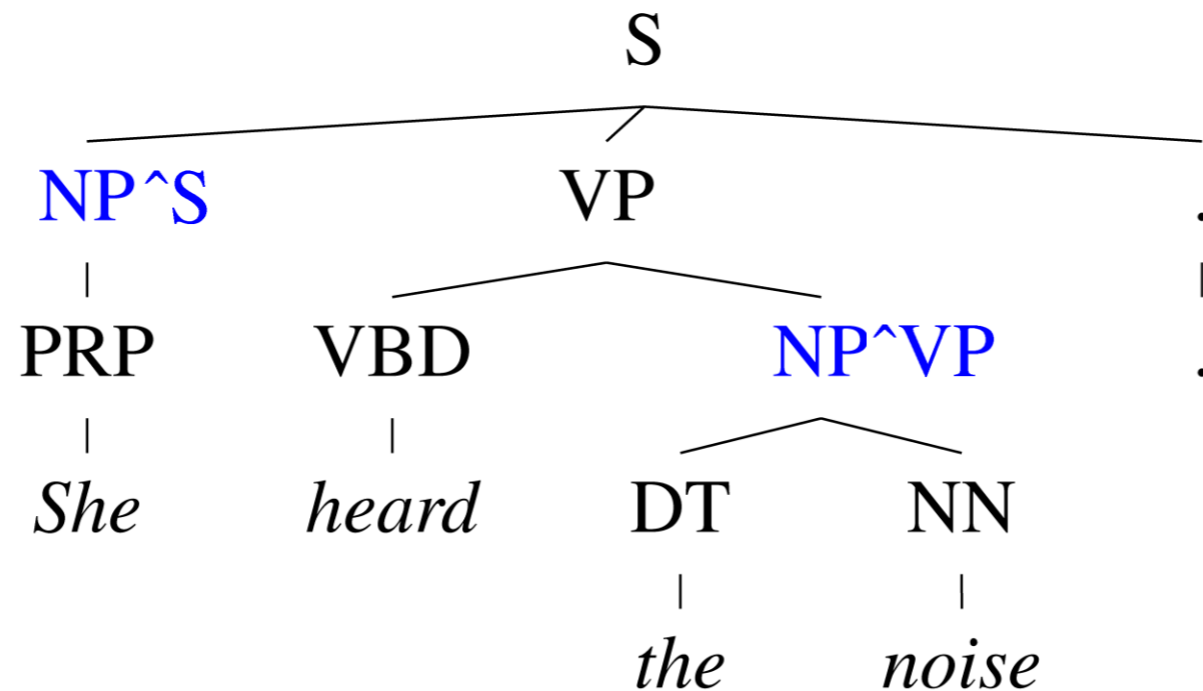 S
NP^S VP .
PRP VBD NP^VP .
She heard DT NN
the noise